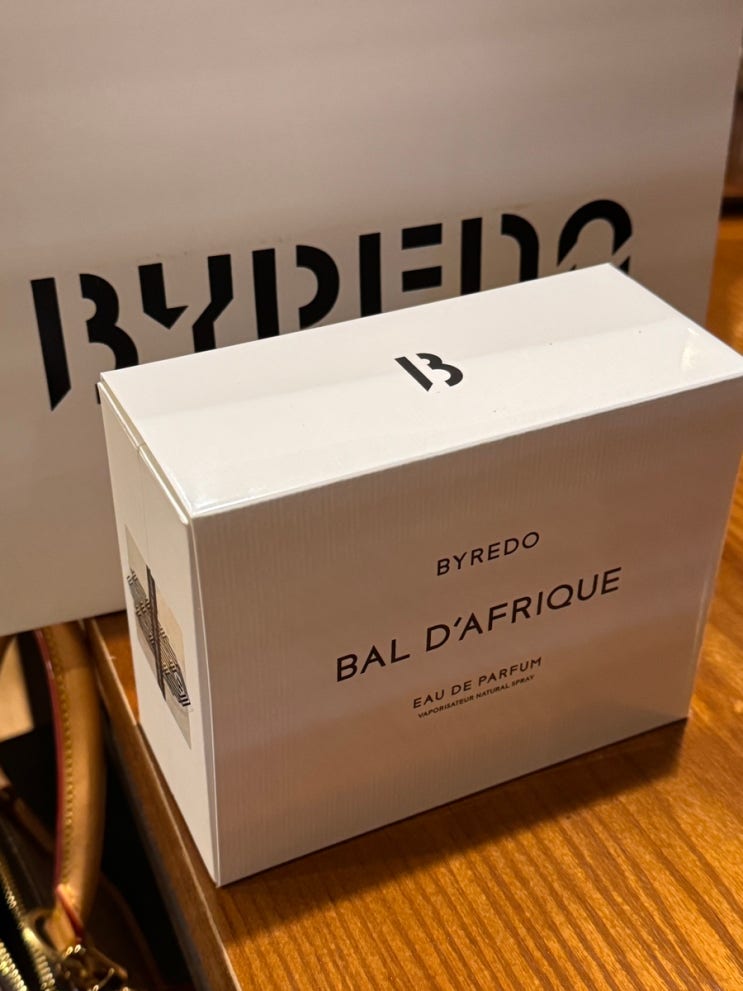 BYREDO
B
BYREDO
BAL D'AFRIQUE
EAU DE PARFUM
VAPORISATEUR NATURAL SPRAY